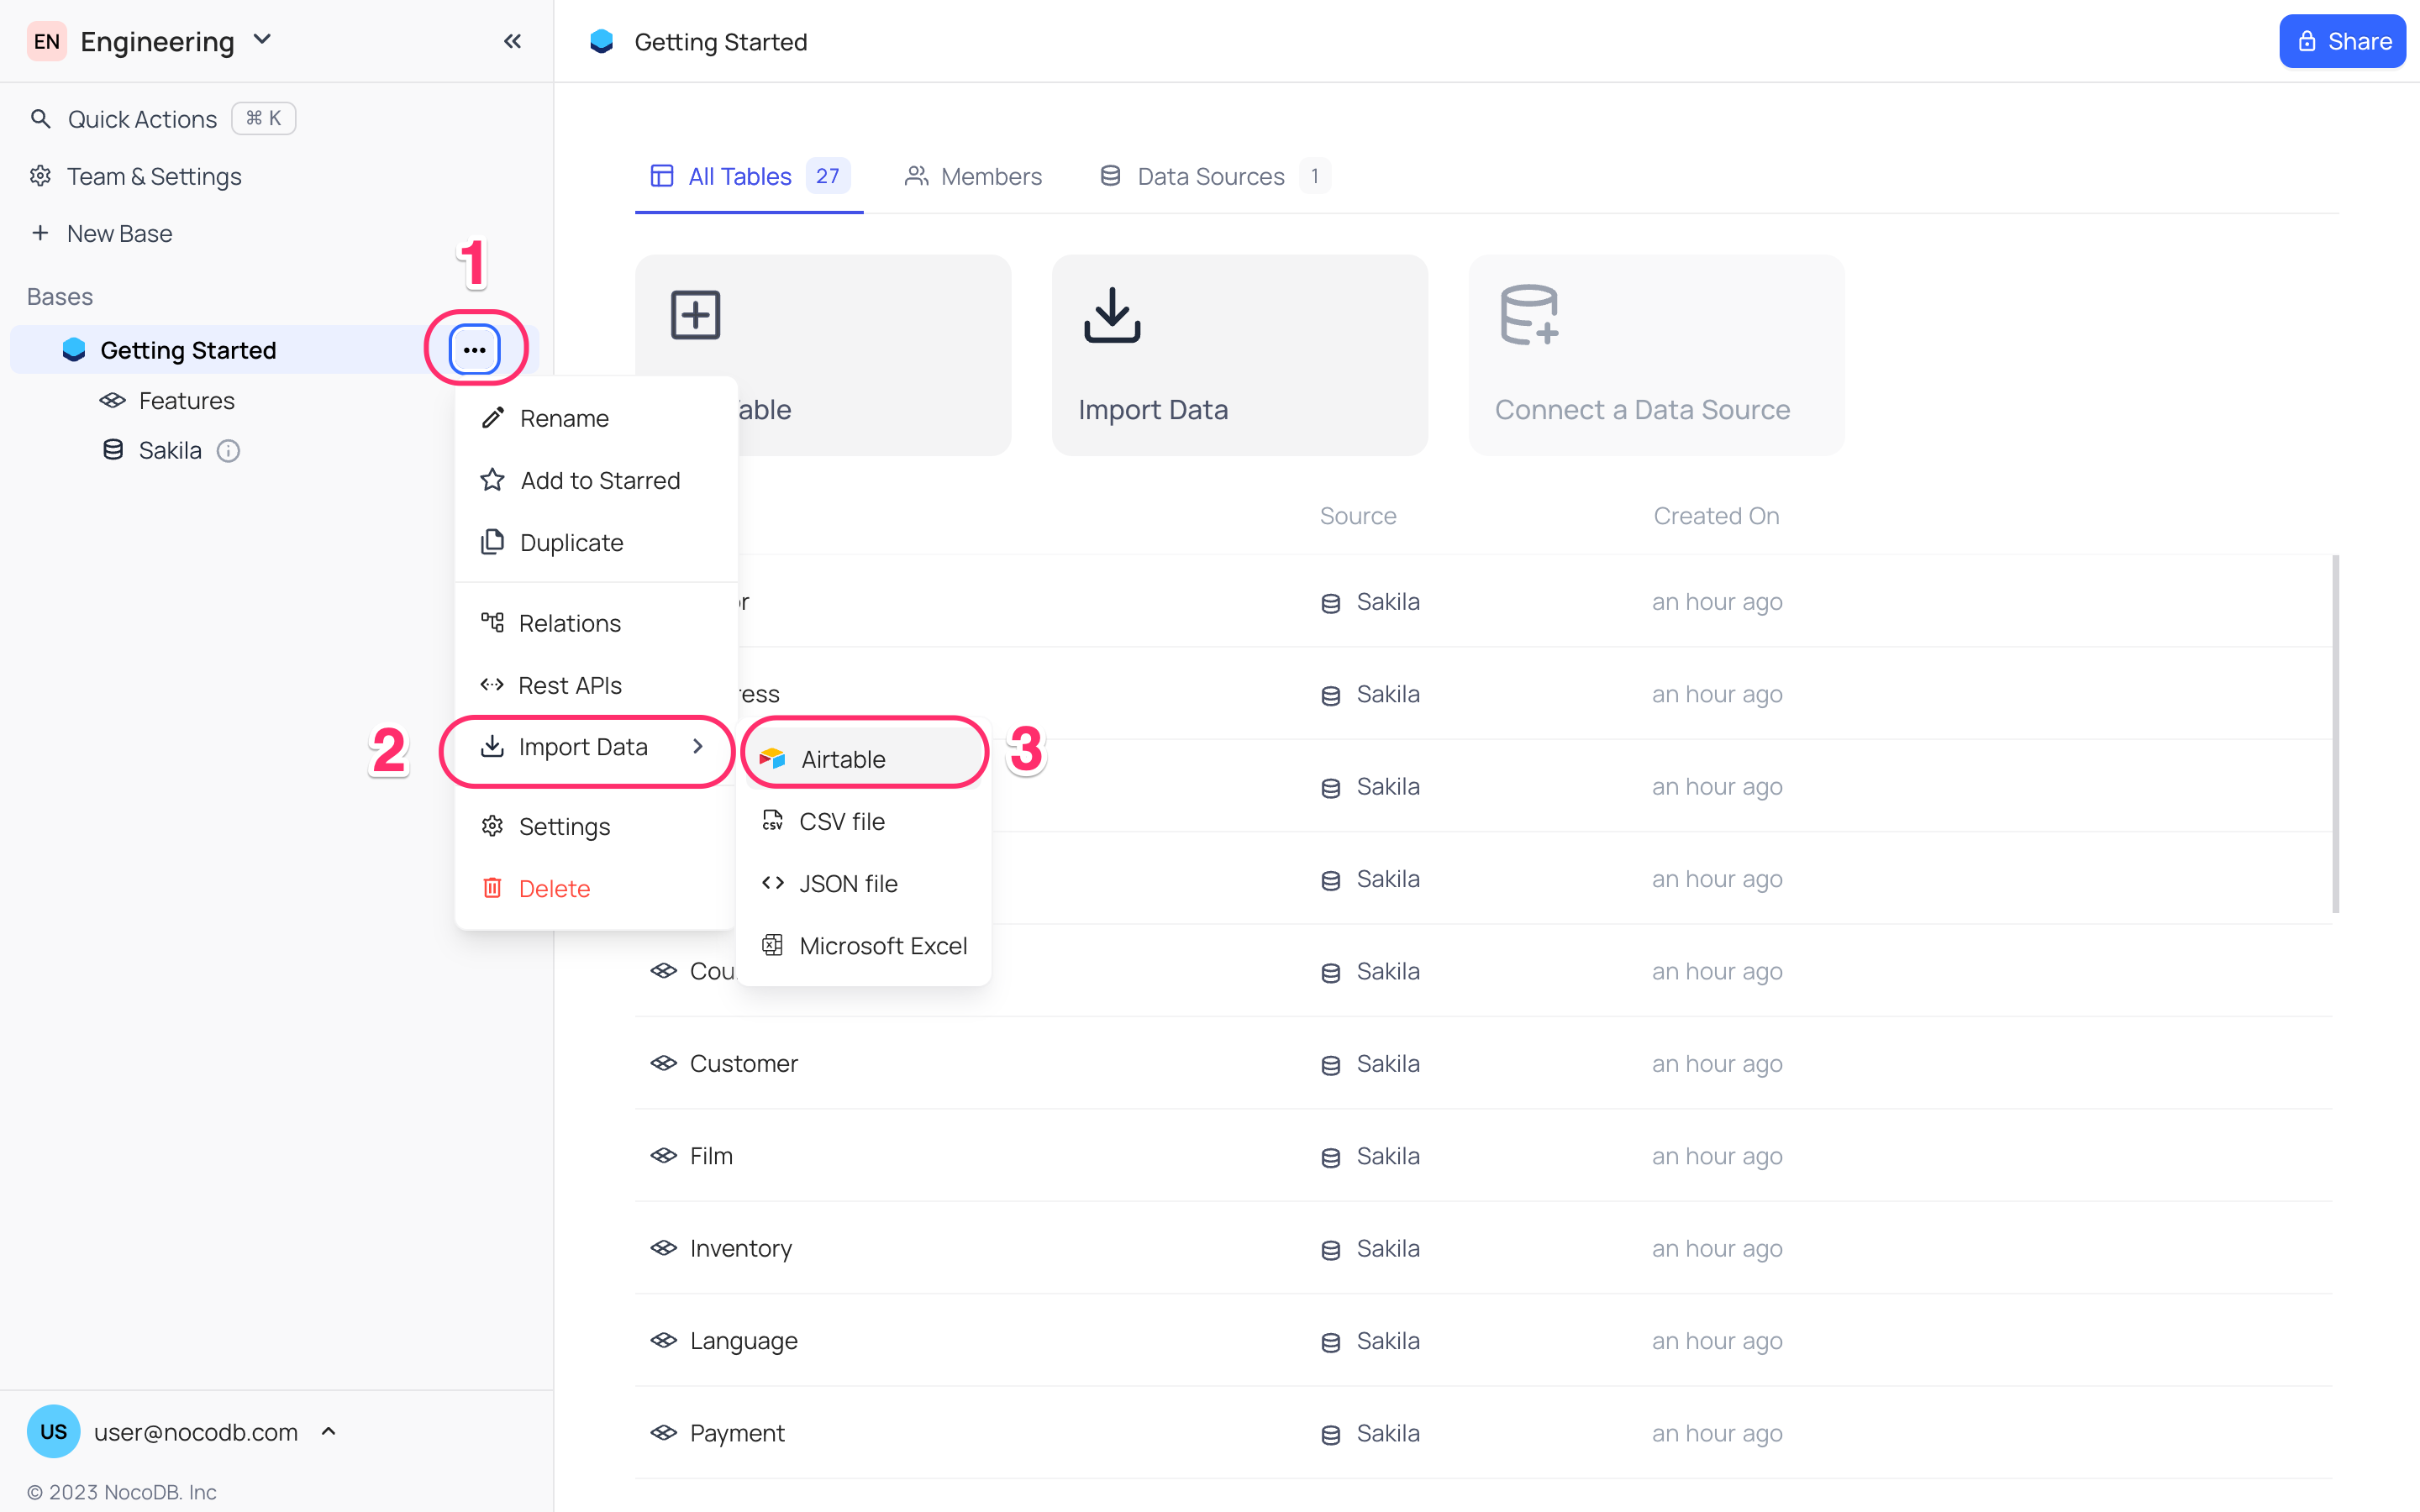 EN Engineering
Quick Actions ⌘ K
Team & Settings
New Base
Bases
Getting Started
Features
Sakila
1
Rename
Add to Starred
Duplicate
Relations
Rest APIs
2
Import Data
Settings
Delete
Airtable
3
CSV file
JSON file
Microsoft Excel
US user@nocodb.com
© 2023 NocoDB. Inc
Getting Started
Share
All Tables 27
Members
Data Sources 1
Import Data
Connect a Data Source
Source Created On
Sakila an hour ago
Sakila an hour ago
Sakila an hour ago
Sakila an hour ago
Sakila an hour ago
Customer Sakila an hour ago
Film Sakila an hour ago
Inventory Sakila an hour ago
Language Sakila an hour ago
Payment Sakila an hour ago